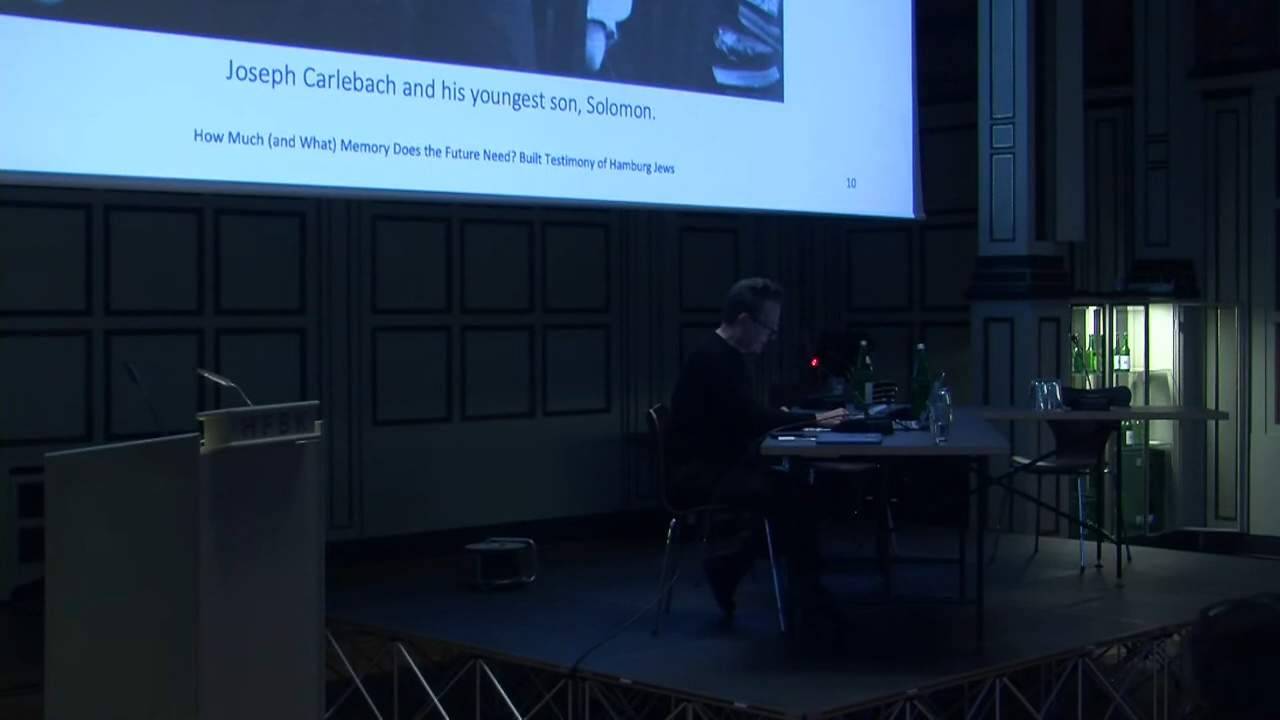 Joseph Carlebach and his youngest son, Solomon.
How Much (and What) Memory Does the Future Need? Built Testimony of Hamburg Jews
10
HFBK